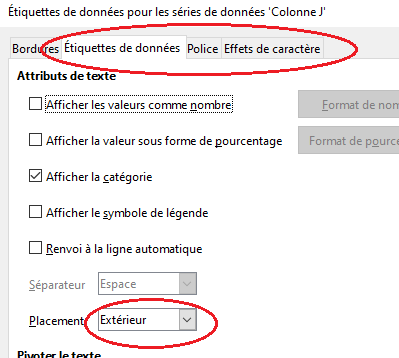 Étiquettes de données pour les séries de données 'Colonne J'
Bordures Étiquettes de données Police Effets de caractère
Attributs de texte
Afficher les valeurs comme nombre Format de nom
Afficher la valeur sous forme de pourcentage Format de pource
Afficher la catégorie
Afficher le symbole de légende
Renvoi à la ligne automatique
Séparateur Espace
Placement Extérieur
Pivoter le texte